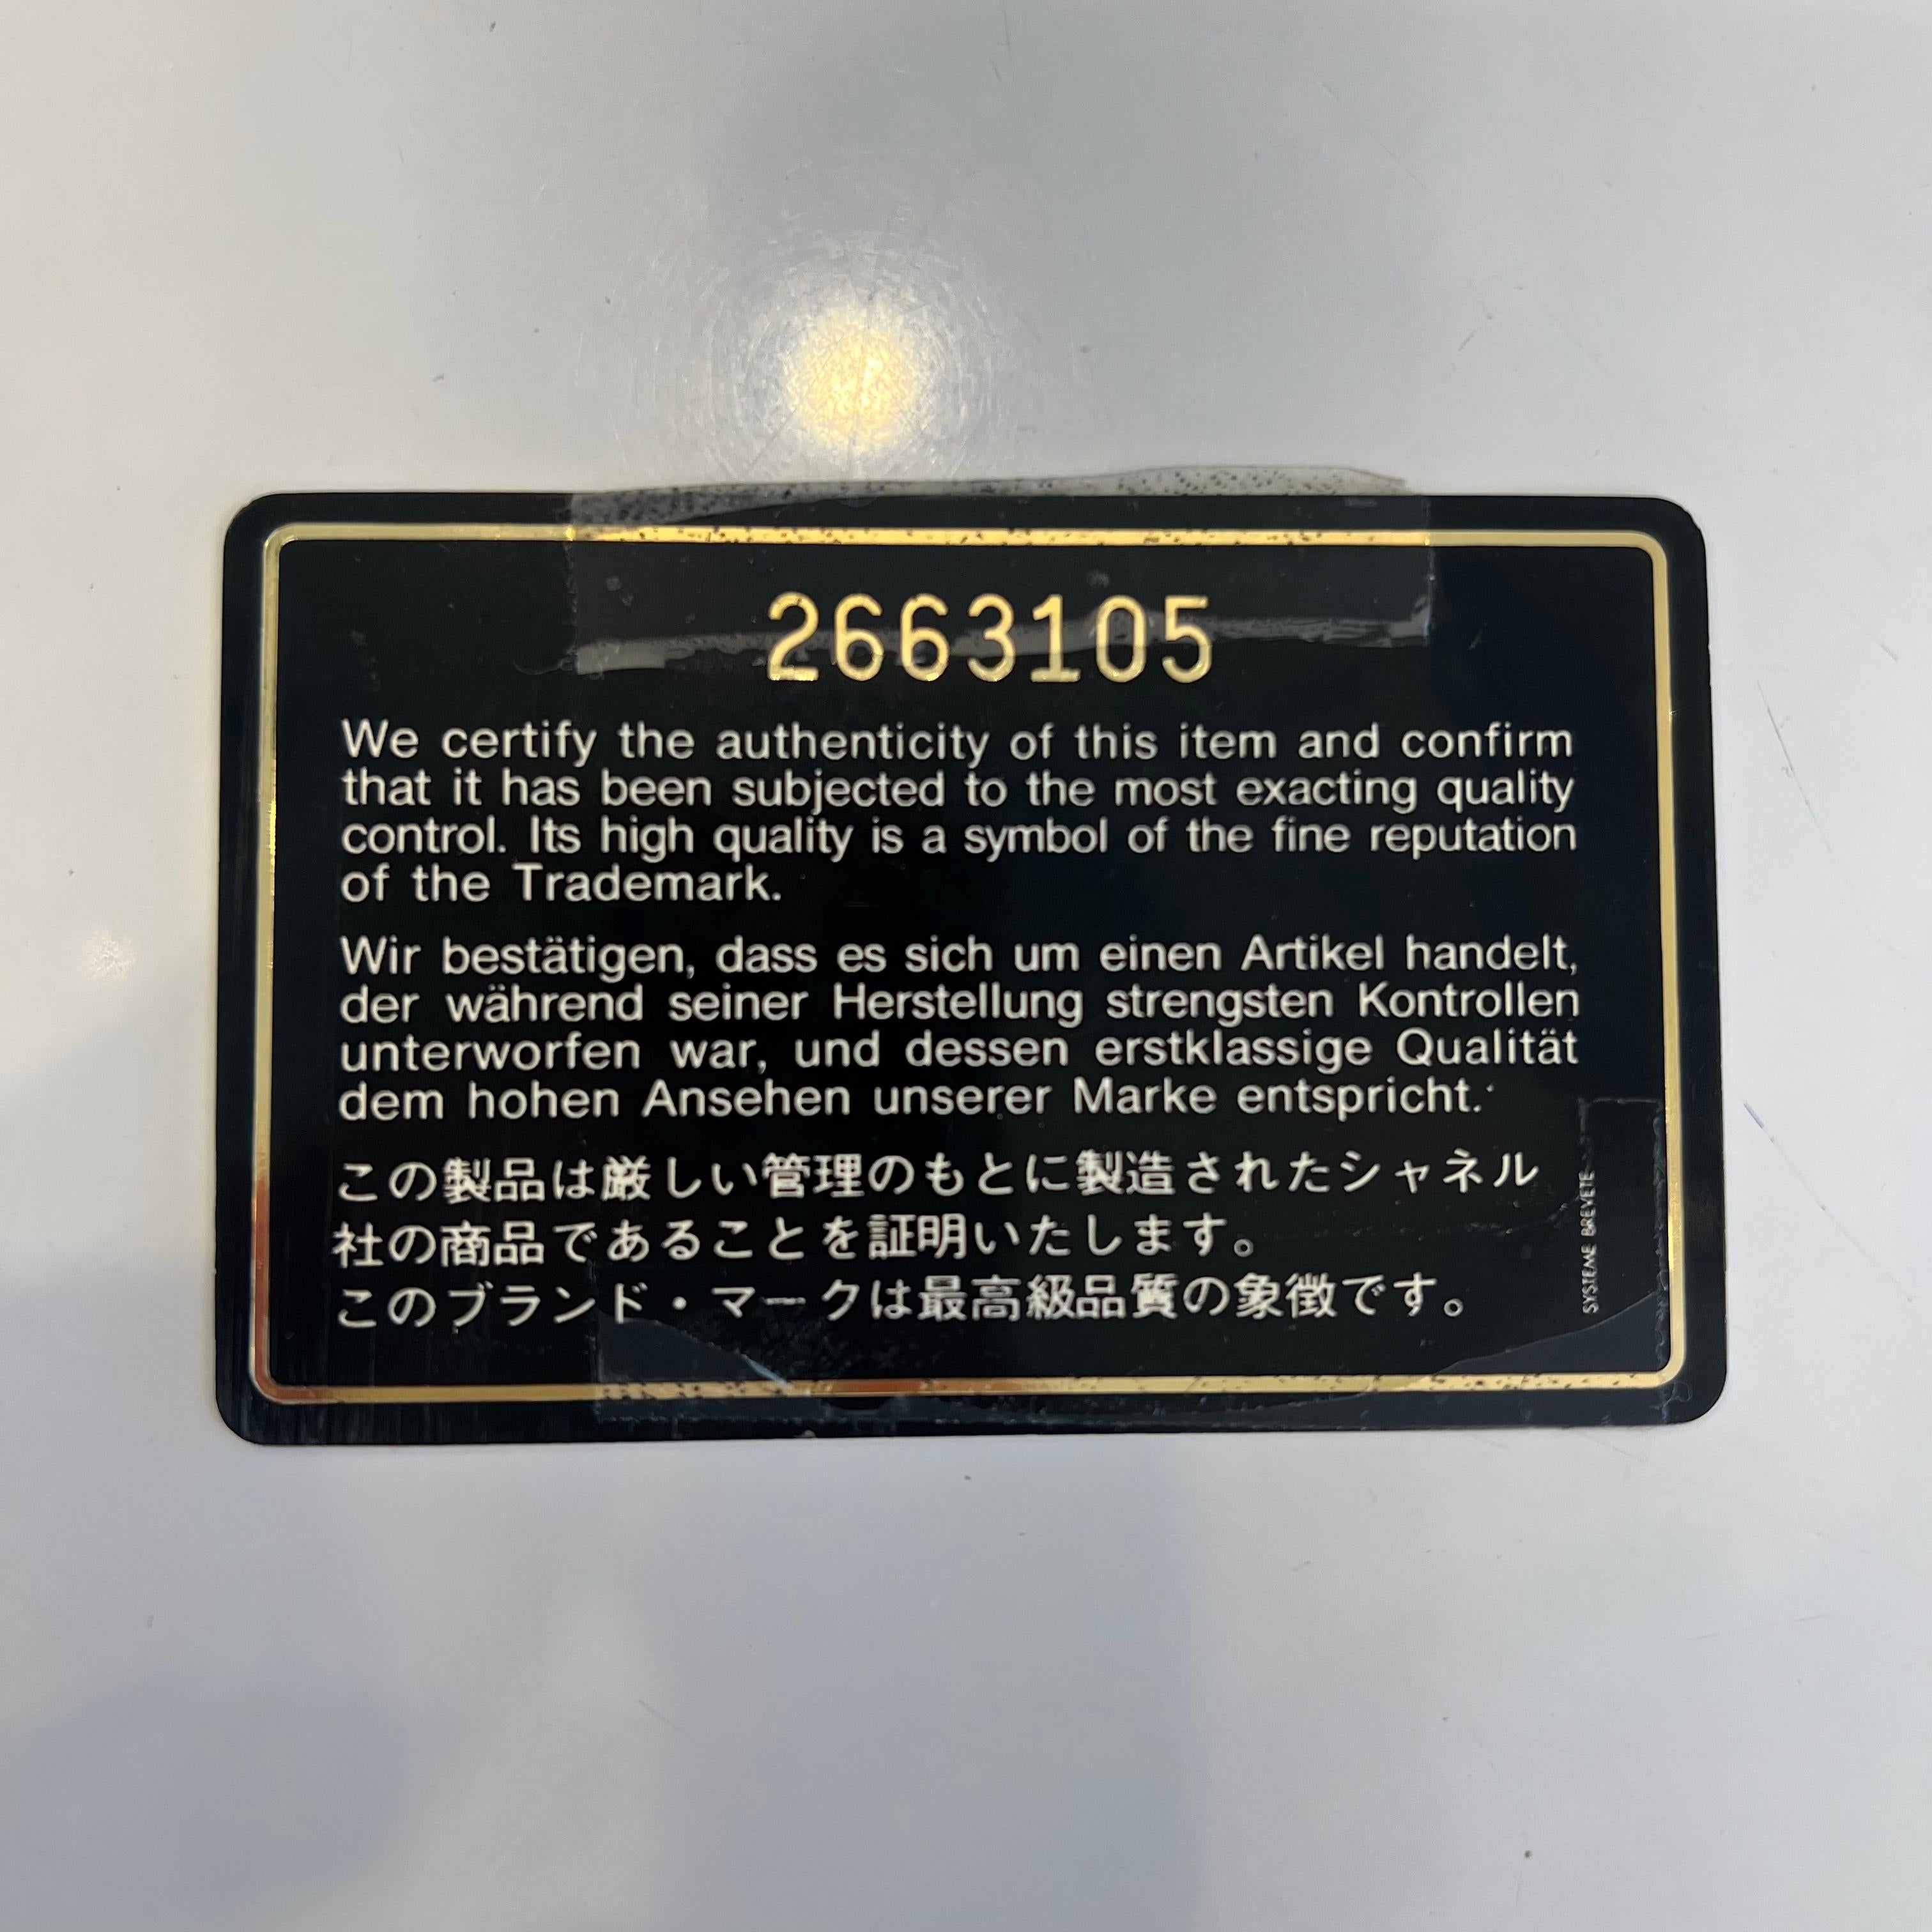 2663105
We certify the authenticity of this item and confirm
that it has been subjected to the most exacting quality
control. Its high quality is a symbol of the fine reputation
of the Trademark.
Wir bestätigen, dass es sich um einen Artikel handelt,
der während seiner Herstellung strengsten Kontrollen
unterworfen war, und dessen erstklassige Qualität
dem hohen Ansehen unserer Marke entspricht.
この製品は厳しい管理のもとに製造されたシャネル
社の商品であることを証明いたします。
このブランド・マークは最高級品質の象徴です。
SYSTEME BREVETE